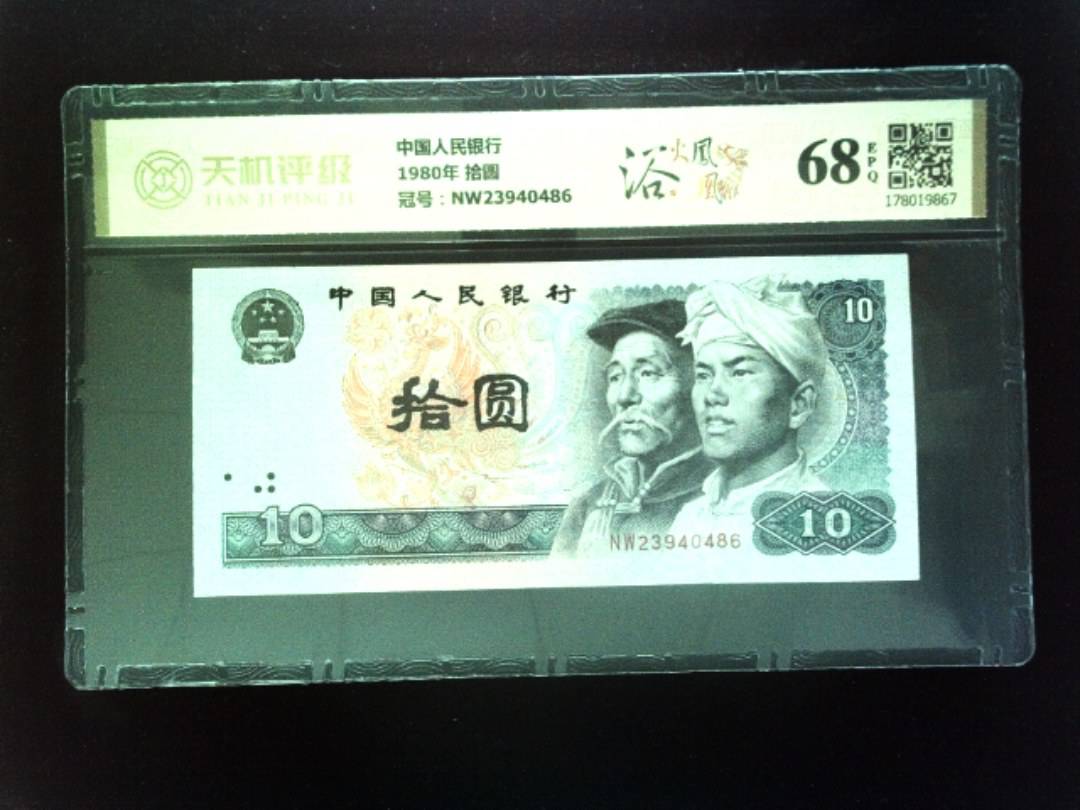 天机评级
TIAN JI PING JI
中国人民银行
1980年 拾圆
冠号：NW23940486
浴火凤凰
68
EPQ
178019867
中国人民银行
10
拾圆
10
NW23940486
10